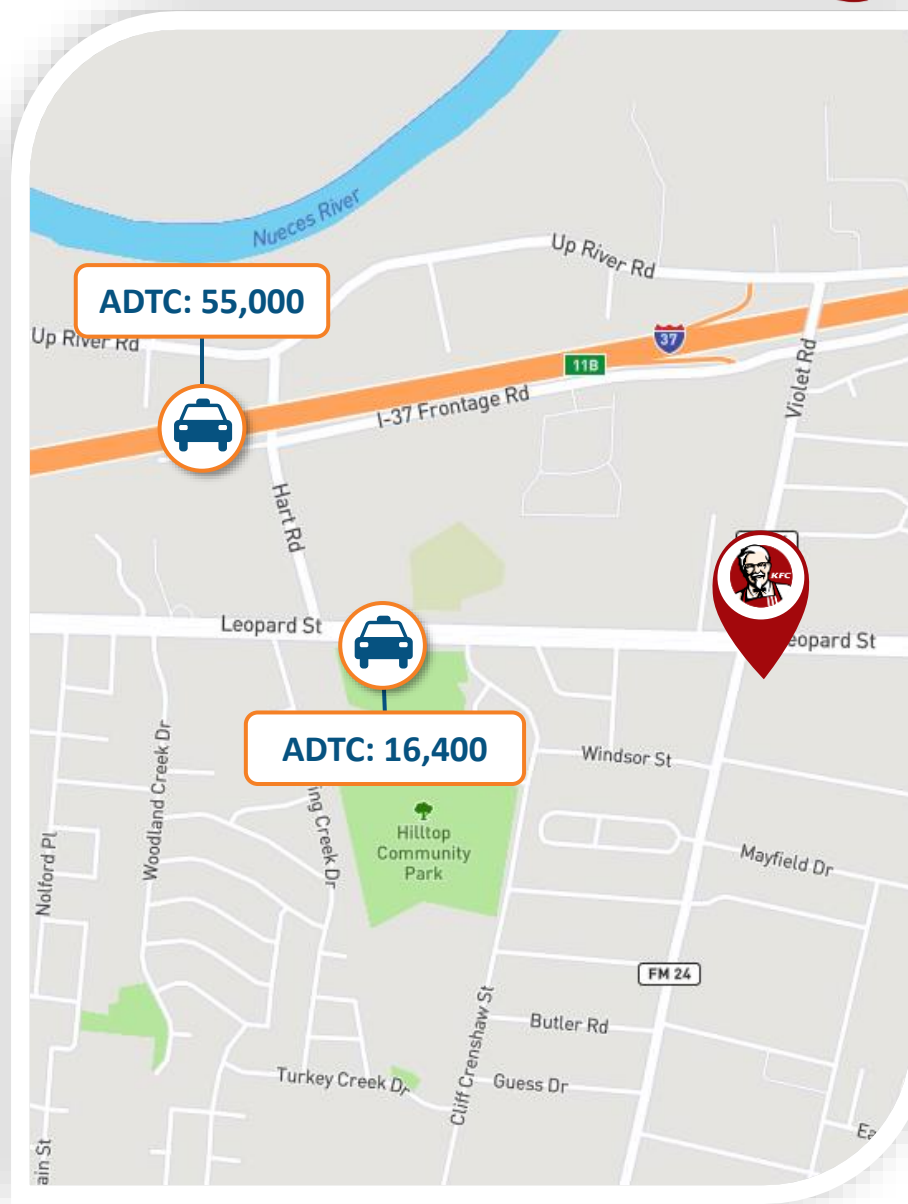 Nueces River
Up River Rd
ADTC: 55,000
Up River Rd
37
11B
I-37 Frontage Rd
Violet Rd
Hart Rd
KFC
Leopard St
eopard St
ADTC: 16,400
Windsor St
Woodland Creek Dr
ing Creek Dr
Hilltop
Community
Park
Nolford Pl
Mayfield Dr
FM 24
Cliff Crenshaw St
Butler Rd
Turkey Creek Dr
Guess Dr
Ea
ain St